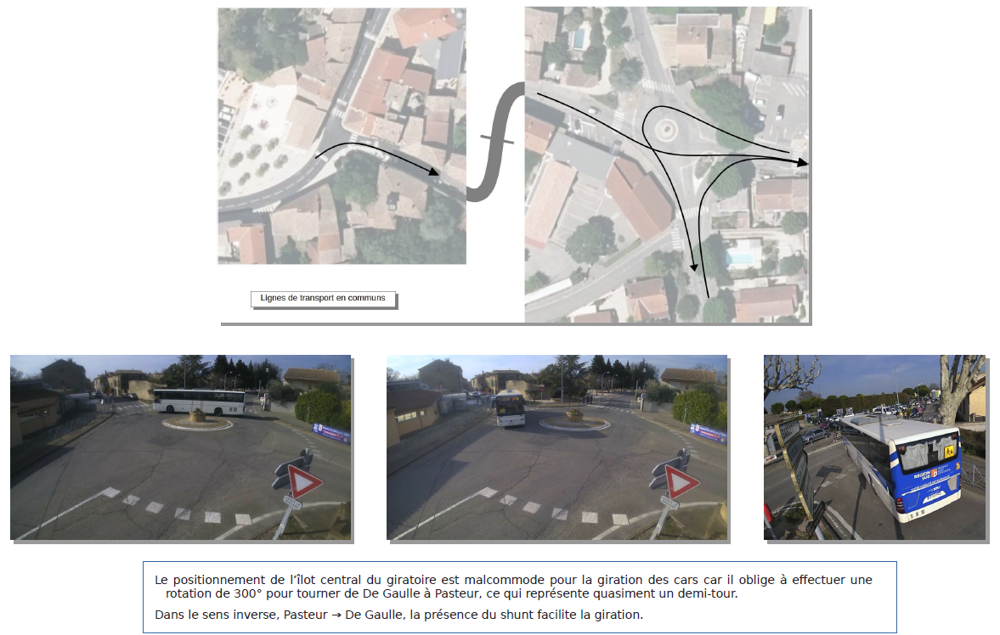 Lignes de transport en communs
RÉGION
SUD
Le positionnement de l’îlot central du giratoire est malcommode pour la giration des cars car il oblige à effectuer une
rotation de 300° pour tourner de De Gaulle à Pasteur, ce qui représente quasiment un demi-tour.
Dans le sens inverse, Pasteur → De Gaulle, la présence du shunt facilite la giration.